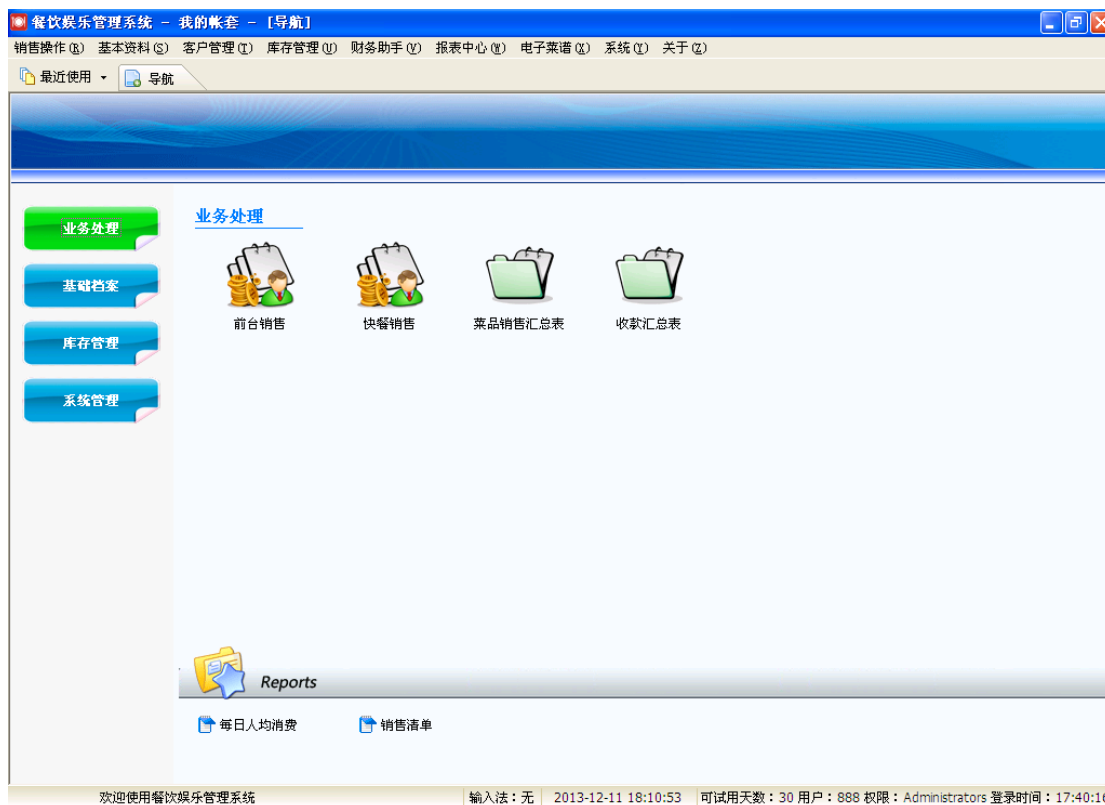 餐饮娱乐管理系统 - 我的帐套 - [导航]
销售操作(R) 基本资料(S) 客户管理(T) 库存管理(U) 财务助手(V) 报表中心(W) 电子菜谱(X) 系统(Y) 关于(Z)
最近使用 导航
业务处理
基础档案
库存管理
系统管理
业务处理
前台销售 快餐销售 菜品销售汇总表 收款汇总表
Reports
每日人均消费 销售清单
欢迎使用餐饮娱乐管理系统 输入法：无 2013-12-11 18:10:53 可试用天数：30 用户：888 权限：Administrators 登录时间：17:40:16